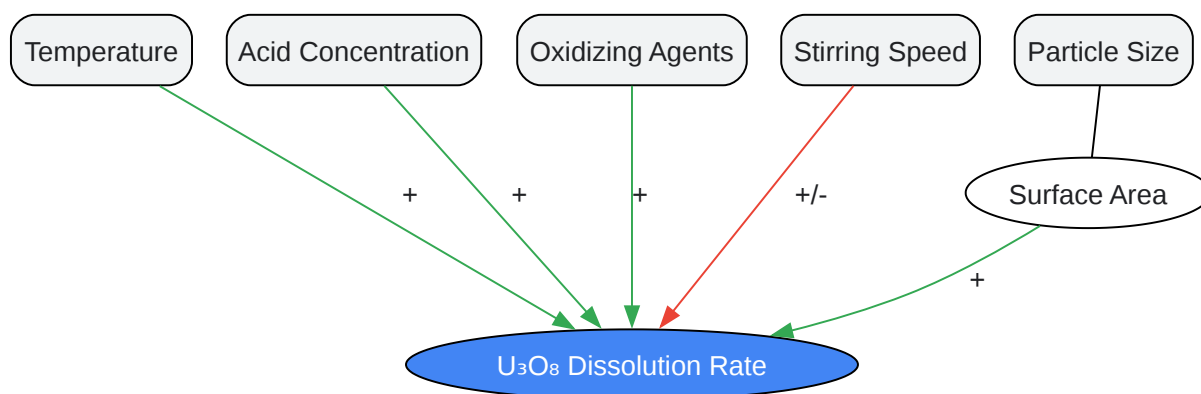 Temperature
Acid Concentration
Oxidizing Agents
Stirring Speed
Particle Size
+
+
+
+/-
Surface Area
+
U₃O₈ Dissolution Rate